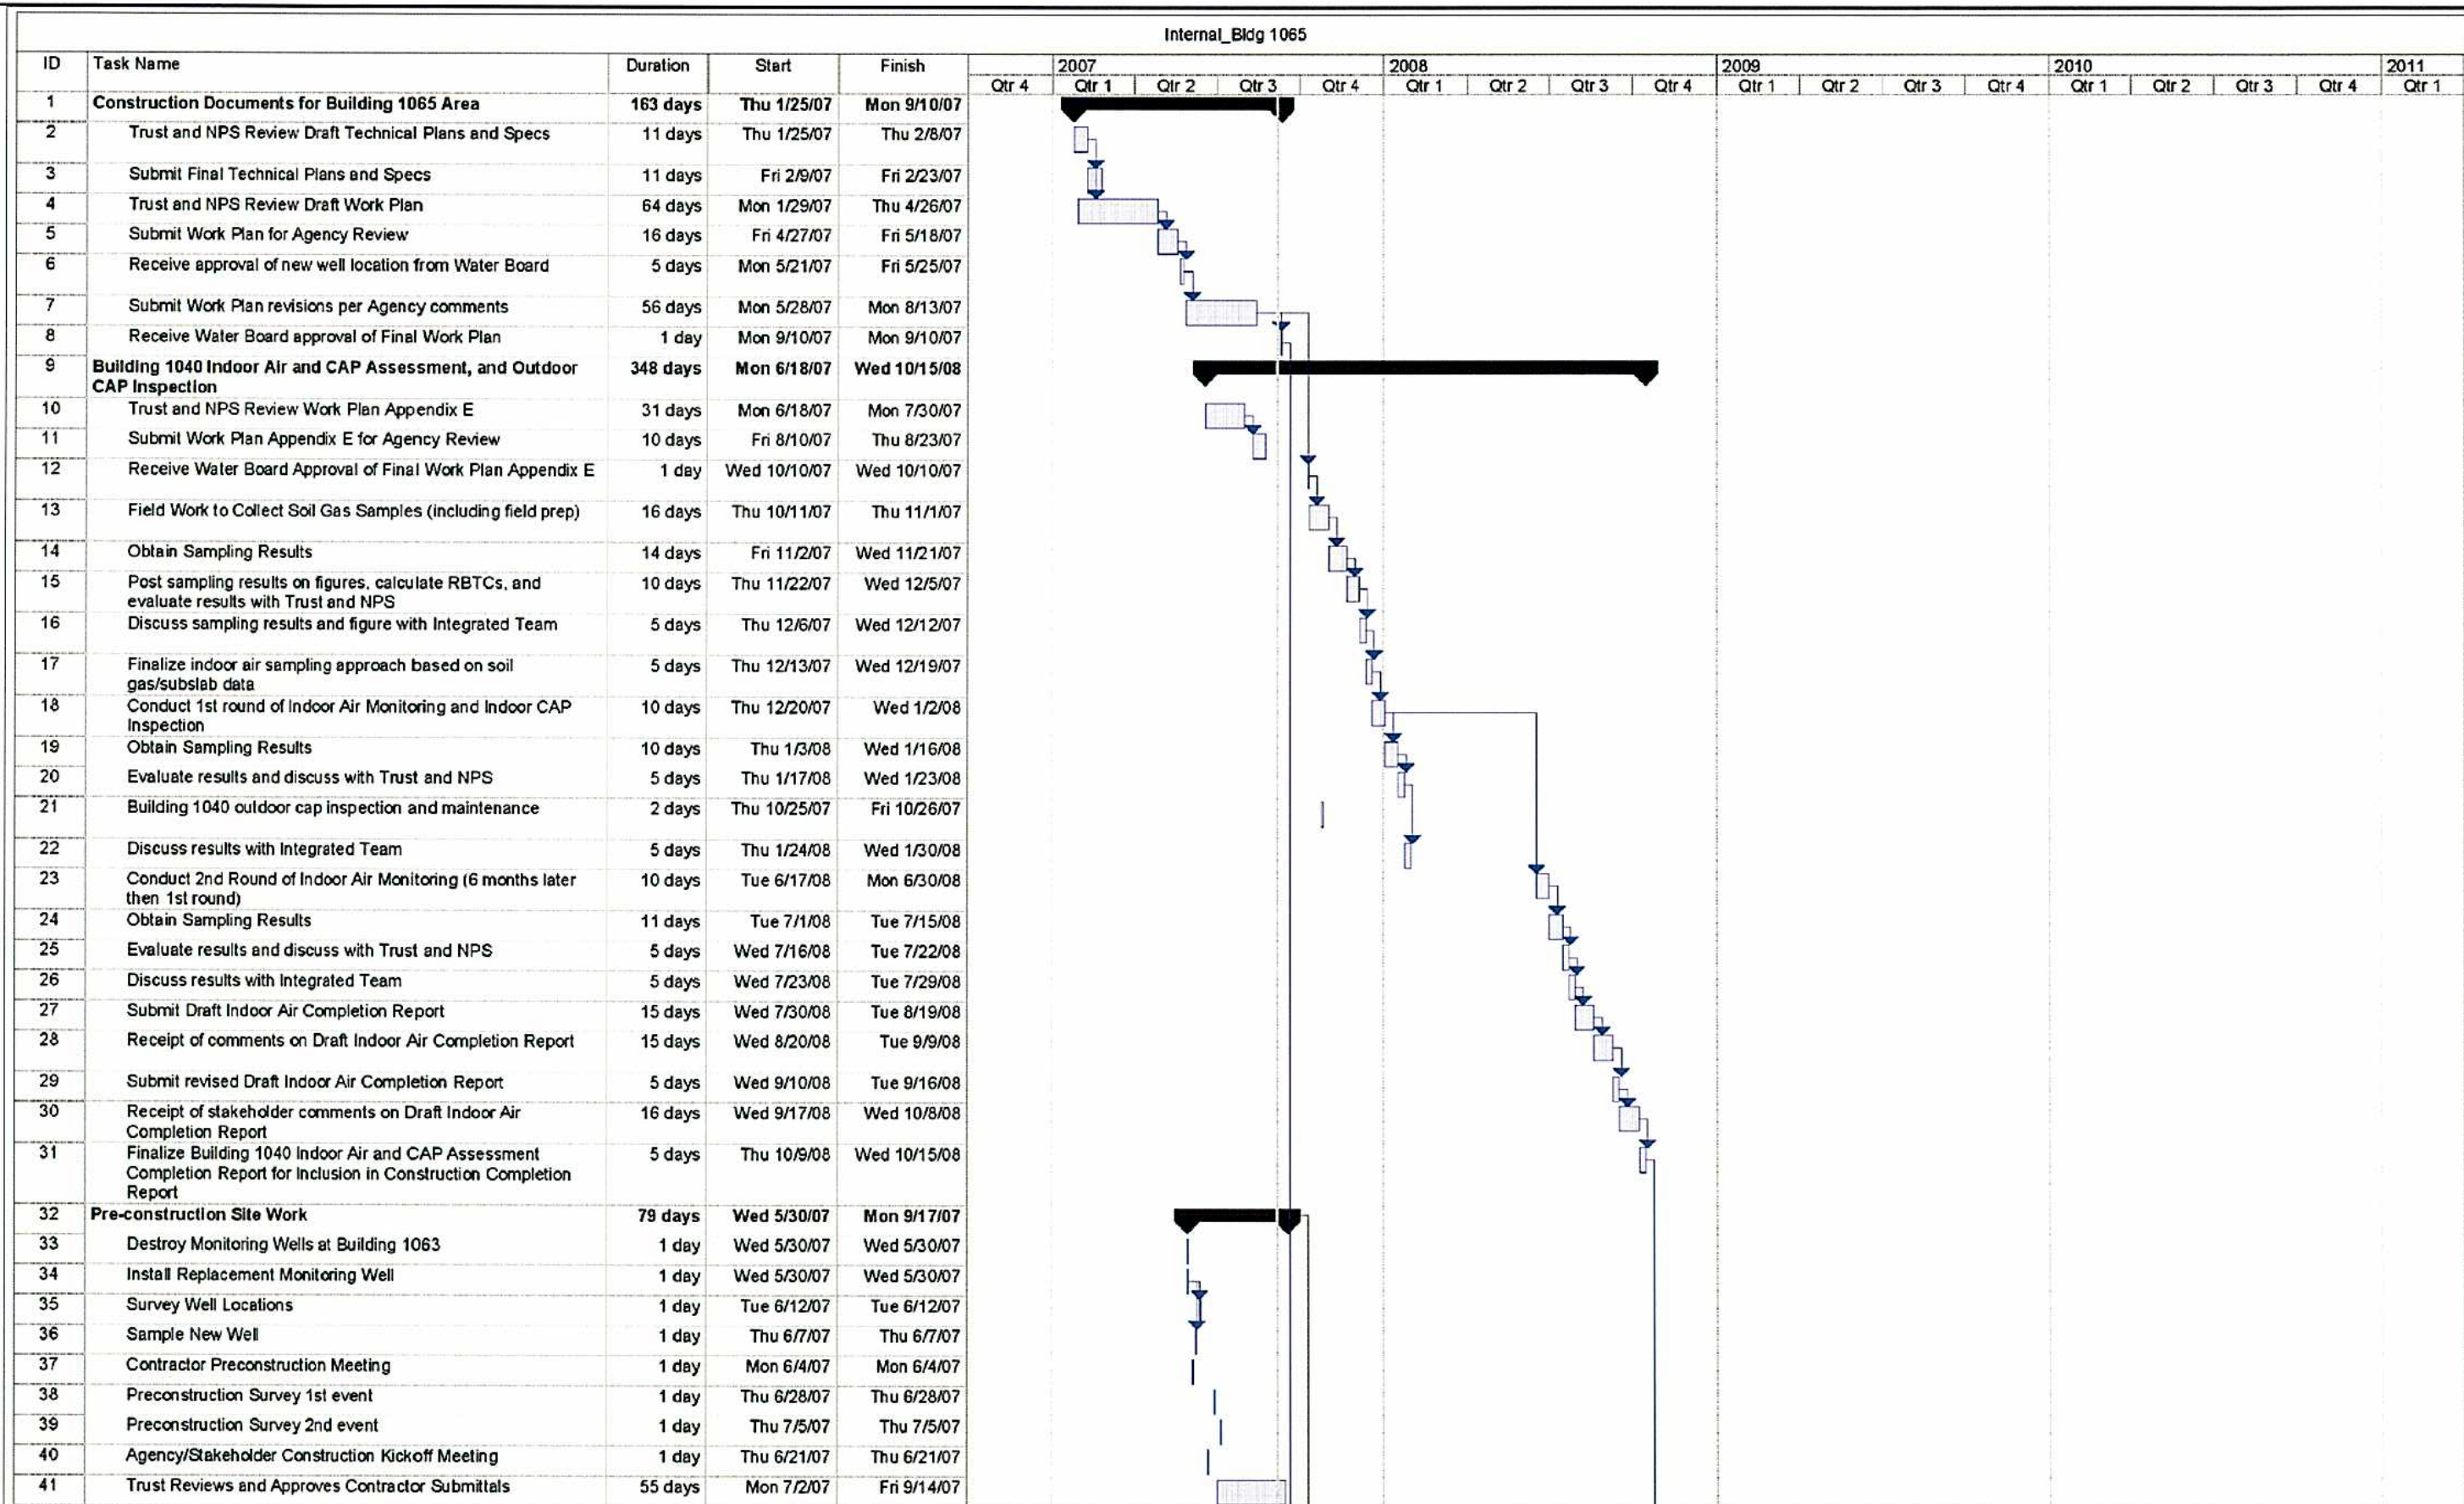 Internal_Bldg 1065
ID Task Name Duration Start Finish 2007 2008 2009 2010 2011
Qtr 4 Qtr 1 Qtr 2 Qtr 3 Qtr 4 Qtr 1 Qtr 2 Qtr 3 Qtr 4 Qtr 1 Qtr 2 Qtr 3 Qtr 4 Qtr 1 Qtr 2 Qtr 3 Qtr 4 Qtr 1
1 Construction Documents for Building 1065 Area 163 days Thu 1/25/07 Mon 9/10/07
2 Trust and NPS Review Draft Technical Plans and Specs 11 days Thu 1/25/07 Thu 2/8/07
3 Submit Final Technical Plans and Specs 11 days Fri 2/9/07 Fri 2/23/07
4 Trust and NPS Review Draft Work Plan 64 days Mon 1/29/07 Thu 4/26/07
5 Submit Work Plan for Agency Review 16 days Fri 4/27/07 Fri 5/18/07
6 Receive approval of new well location from Water Board 5 days Mon 5/21/07 Fri 5/25/07
7 Submit Work Plan revisions per Agency comments 56 days Mon 5/28/07 Mon 8/13/07
8 Receive Water Board approval of Final Work Plan 1 day Mon 9/10/07 Mon 9/10/07
9 Building 1040 Indoor Air and CAP Assessment, and Outdoor 348 days Mon 6/18/07 Wed 10/15/08
CAP Inspection
10 Trust and NPS Review Work Plan Appendix E 31 days Mon 6/18/07 Mon 7/30/07
11 Submit Work Plan Appendix E for Agency Review 10 days Fri 8/10/07 Thu 8/23/07
12 Receive Water Board Approval of Final Work Plan Appendix E 1 day Wed 10/10/07 Wed 10/10/07
13 Field Work to Collect Soil Gas Samples (including field prep) 16 days Thu 10/11/07 Thu 11/1/07
14 Obtain Sampling Results 14 days Fri 11/2/07 Wed 11/21/07
15 Post sampling results on figures, calculate RBTCs, and 10 days Thu 11/22/07 Wed 12/5/07
evaluate results with Trust and NPS
16 Discuss sampling results and figure with Integrated Team 5 days Thu 12/6/07 Wed 12/12/07
17 Finalize indoor air sampling approach based on soil 5 days Thu 12/13/07 Wed 12/19/07
gas/subslab data
18 Conduct 1st round of Indoor Air Monitoring and Indoor CAP 10 days Thu 12/20/07 Wed 1/2/08
Inspection
19 Obtain Sampling Results 10 days Thu 1/3/08 Wed 1/16/08
20 Evaluate results and discuss with Trust and NPS 5 days Thu 1/17/08 Wed 1/23/08
21 Building 1040 outdoor cap inspection and maintenance 2 days Thu 10/25/07 Fri 10/26/07
22 Discuss results with Integrated Team 5 days Thu 1/24/08 Wed 1/30/08
23 Conduct 2nd Round of Indoor Air Monitoring (6 months later 10 days Tue 6/17/08 Mon 6/30/08
then 1st round)
24 Obtain Sampling Results 11 days Tue 7/1/08 Tue 7/15/08
25 Evaluate results and discuss with Trust and NPS 5 days Wed 7/16/08 Tue 7/22/08
26 Discuss results with Integrated Team 5 days Wed 7/23/08 Tue 7/29/08
27 Submit Draft Indoor Air Completion Report 15 days Wed 7/30/08 Tue 8/19/08
28 Receipt of comments on Draft Indoor Air Completion Report 15 days Wed 8/20/08 Tue 9/9/08
29 Submit revised Draft Indoor Air Completion Report 5 days Wed 9/10/08 Tue 9/16/08
30 Receipt of stakeholder comments on Draft Indoor Air 16 days Wed 9/17/08 Wed 10/8/08
Completion Report
31 Finalize Building 1040 Indoor Air and CAP Assessment 5 days Thu 10/9/08 Wed 10/15/08
Completion Report for Inclusion in Construction Completion
Report
32 Pre-construction Site Work 79 days Wed 5/30/07 Mon 9/17/07
33 Destroy Monitoring Wells at Building 1063 1 day Wed 5/30/07 Wed 5/30/07
34 Install Replacement Monitoring Well 1 day Wed 5/30/07 Wed 5/30/07
35 Survey Well Locations 1 day Tue 6/12/07 Tue 6/12/07
36 Sample New Well 1 day Thu 6/7/07 Thu 6/7/07
37 Contractor Preconstruction Meeting 1 day Mon 6/4/07 Mon 6/4/07
38 Preconstruction Survey 1st event 1 day Thu 6/28/07 Thu 6/28/07
39 Preconstruction Survey 2nd event 1 day Thu 7/5/07 Thu 7/5/07
40 Agency/Stakeholder Construction Kickoff Meeting 1 day Thu 6/21/07 Thu 6/21/07
41 Trust Reviews and Approves Contractor Submittals 55 days Mon 7/2/07 Fri 9/14/07